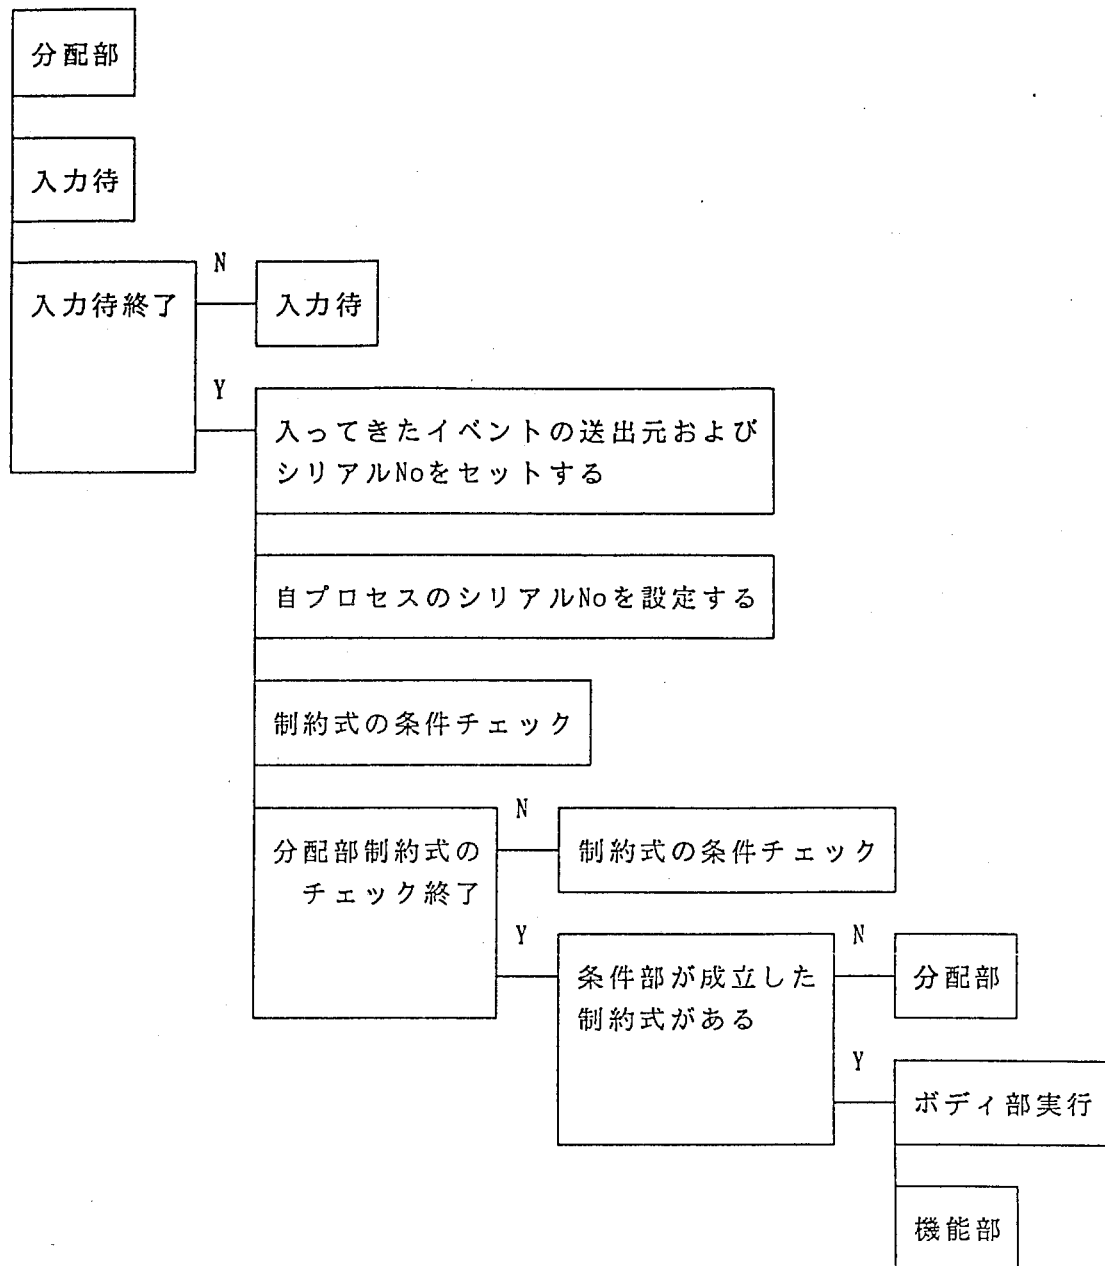 分配部
入力待
入力待終了
N
入力待
Y
入ってきたイベントの送出元および
シリアルNoをセットする
自プロセスのシリアルNoを設定する
制約式の条件チェック
分配部制約式の
チェック終了
N
制約式の条件チェック
Y
条件部が成立した
制約式がある
N
分配部
Y
ボディ部実行
機能部